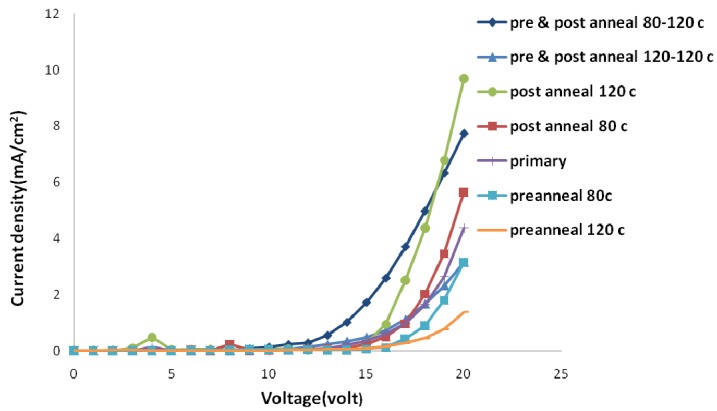 12
10
8
6
4
2
0
Current density(mA/cm2)
0 5 10 15 20 25
Voltage(volt)
pre & post anneal 80-120 c
pre & post anneal 120-120 c
post anneal 120 c
post anneal 80 c
primary
preanneal 80c
preanneal 120 c